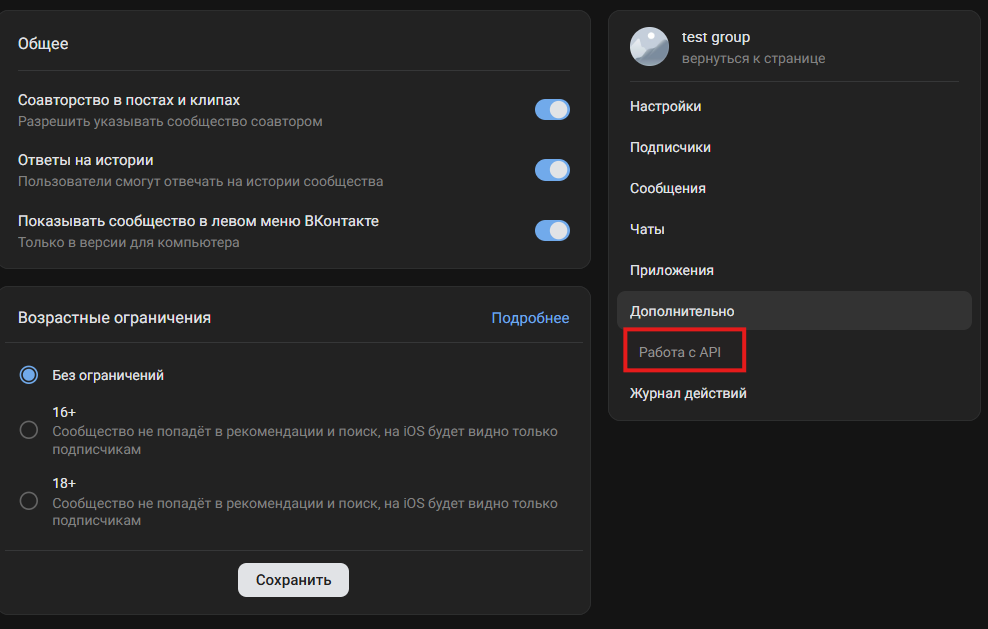 Общее
Соавторство в постах и клипах
Разрешить указывать сообщество соавтором
Ответы на истории
Пользователи смогут отвечать на истории сообщества
Показывать сообщество в левом меню ВКонтакте
Только в версии для компьютера
Возрастные ограничения
Подробнее
Без ограничений
16+
Сообщество не попадёт в рекомендации и поиск, на iOS будет видно только
подписчикам
18+
Сообщество не попадёт в рекомендации и поиск, на iOS будет видно только
подписчикам
Сохранить
test group
вернуться к странице
Настройки
Подписчики
Сообщения
Чаты
Приложения
Дополнительно
Работа с API
Журнал действий